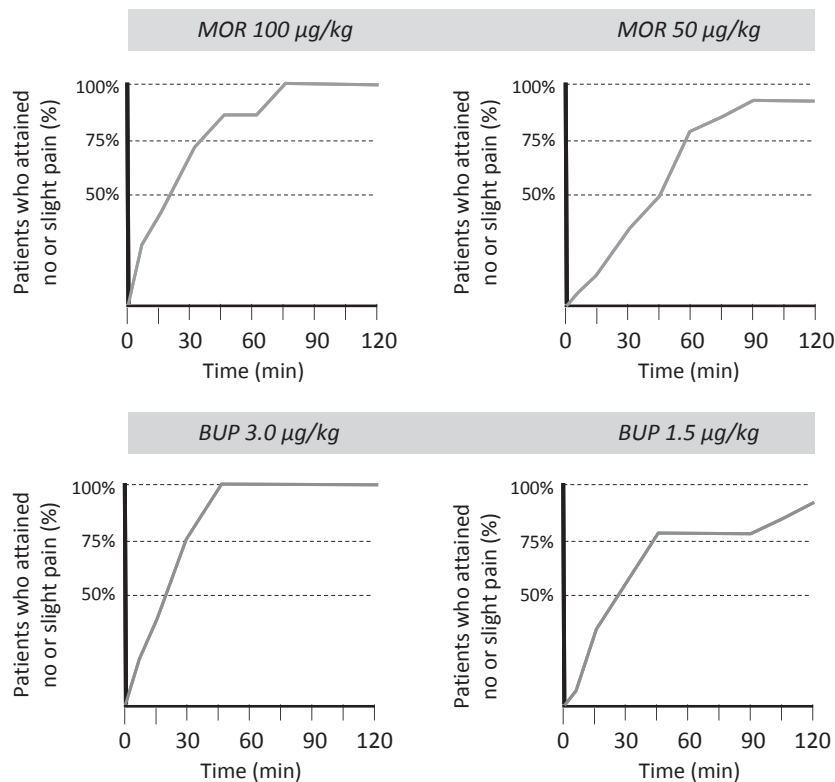 MOR 100 µg/kg
MOR 50 µg/kg
Patients who attained
no or slight pain (%)
100%
75%
50%
0 30 60 90 120
Time (min)
Patients who attained
no or slight pain (%)
100%
75%
50%
0 30 60 90 120
Time (min)
BUP 3.0 µg/kg
BUP 1.5 µg/kg
Patients who attained
no or slight pain (%)
100%
75%
50%
0 30 60 90 120
Time (min)
Patients who attained
no or slight pain (%)
100%
75%
50%
0 30 60 90 120
Time (min)